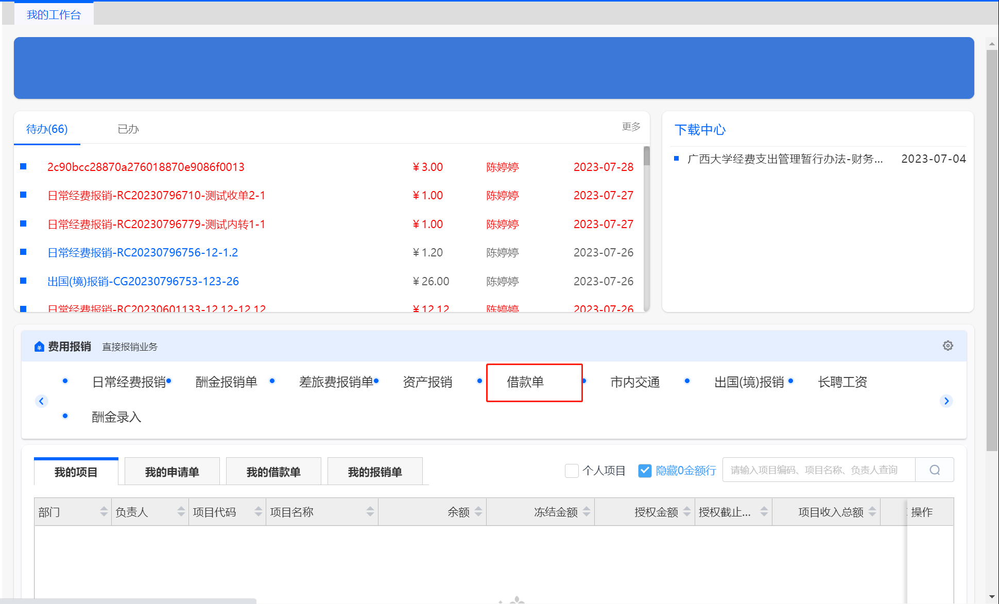 我的工作台
待办(66) 已办 更多
2c90bcc28870a276018870e9086f0013 ¥ 3.00 陈婷婷 2023-07-28
日常经费报销-RC20230796710-测试收单2-1 ¥ 1.00 陈婷婷 2023-07-27
日常经费报销-RC20230796779-测试内转1-1 ¥ 1.00 陈婷婷 2023-07-27
日常经费报销-RC20230796756-12-1.2 ¥ 1.20 陈婷婷 2023-07-26
出国(境)报销-CG20230796753-123-26 ¥ 26.00 陈婷婷 2023-07-26
日常经费报销-RC20230601133-12.12-12.12 ¥ 12.12 陈婷婷 2023-07-26
下载中心
广西大学经费支出管理暂行办法-财务... 2023-07-04
费用报销 直接报销业务
日常经费报销 酬金报销单 差旅费报销单 资产报销 借款单 市内交通 出国(境)报销 长聘工资
酬金录入
我的项目 我的申请单 我的借款单 我的报销单 个人项目 隐藏0金额行 请输入项目编码、项目名称、负责人查询
部门 负责人 项目代码 项目名称 余额 冻结金额 授权金额 授权截止... 项目收入总额 操作